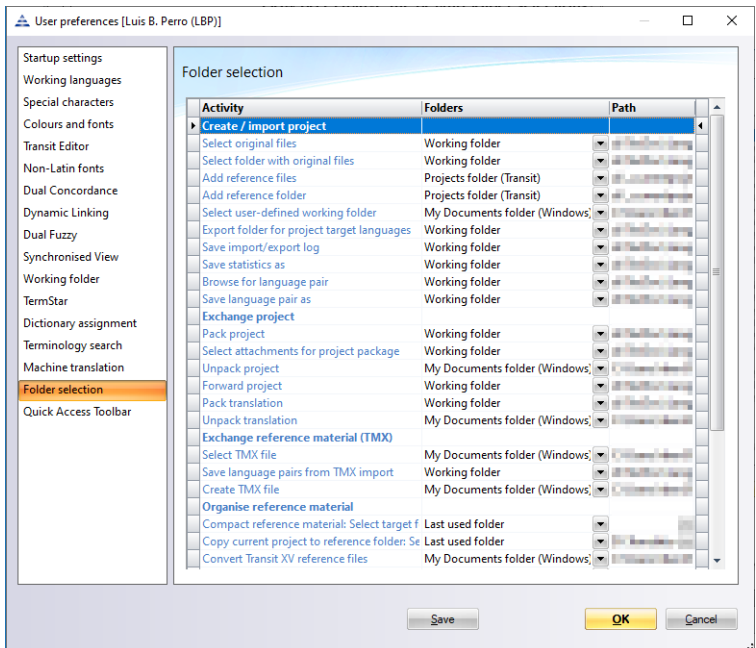 User preferences [Luis B. Perro (LBP)]
Startup settings
Working languages
Special characters
Colours and fonts
Transit Editor
Non-Latin fonts
Dual Concordance
Dynamic Linking
Dual Fuzzy
Synchronised View
Working folder
TermStar
Dictionary assignment
Terminology search
Machine translation
Folder selection
Quick Access Toolbar
Folder selection
Activity Folders Path
Create / import project
Select original files Working folder
Select folder with original files Working folder
Add reference files Projects folder (Transit)
Add reference folder Projects folder (Transit)
Select user-defined working folder My Documents folder (Windows)
Export folder for project target languages Working folder
Save import/export log Working folder
Save statistics as Working folder
Browse for language pair Working folder
Save language pair as Working folder
Exchange project
Pack project Working folder
Select attachments for project package Working folder
Unpack project My Documents folder (Windows)
Forward project Working folder
Pack translation Working folder
Unpack translation My Documents folder (Windows)
Exchange reference material (TMX)
Select TMX file My Documents folder (Windows)
Save language pairs from TMX import Working folder
Create TMX file My Documents folder (Windows)
Organise reference material
Compact reference material: Select target f Last used folder
Copy current project to reference folder: Se Last used folder
Convert Transit XV reference files My Documents folder (Windows)
Save OK Cancel